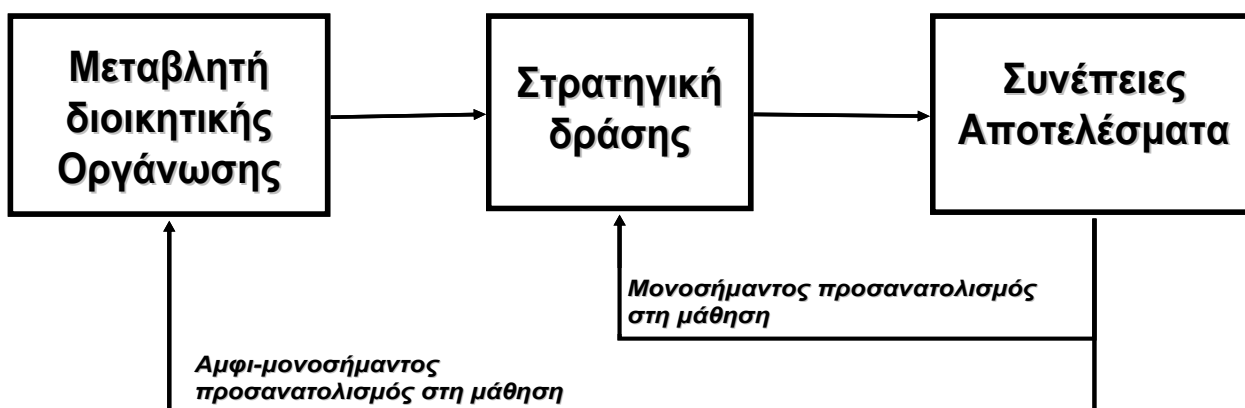 Μεταβλητή
διοικητικής
Οργάνωσης
Στρατηγική
δράσης
Συνέπειες
Αποτελέσματα
Μονοσήμαντος προσανατολισμός
στη μάθηση
Αμφι-μονοσήμαντος
προσανατολισμός στη μάθηση